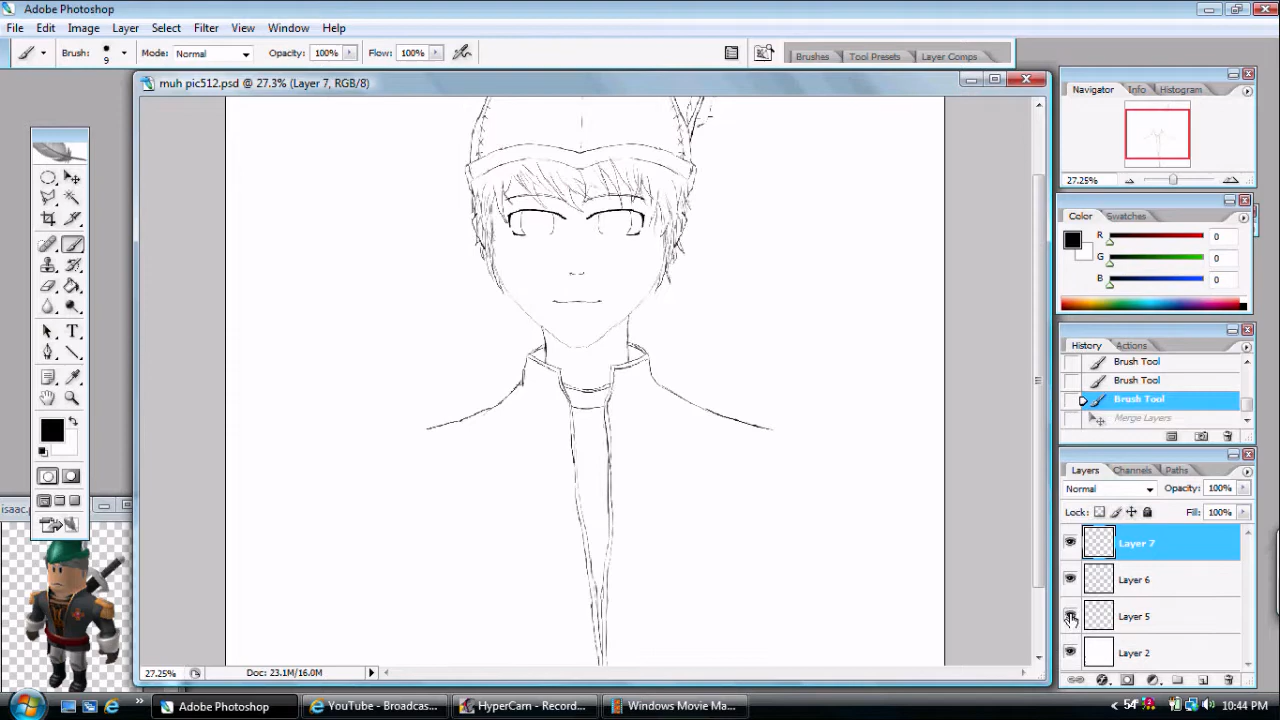 Adobe Photoshop
File Edit Image Layer Select Filter View Window Help
Brush: 9 Mode: Normal Opacity: 100% Flow: 100% Brushes Tool Presets Layer Comps
muh pic512.psd @ 27.3% (Layer 7, RGB/8)
Navigator Info Histogram
27.25%
Color Swatches
R 0
G 0
B 0
History Actions
Brush Tool
Brush Tool
Brush Tool
Merge Layers
Layers Channels Paths
Normal Opacity: 100%
Lock: Fill: 100%
Layer 7
Layer 6
Layer 5
Layer 2
isaac.
27.25% Doc: 23.1M/16.0M
Adobe Photoshop YouTube - Broadcas... HyperCam - Record... Windows Movie Ma... 54° 10:44 PM